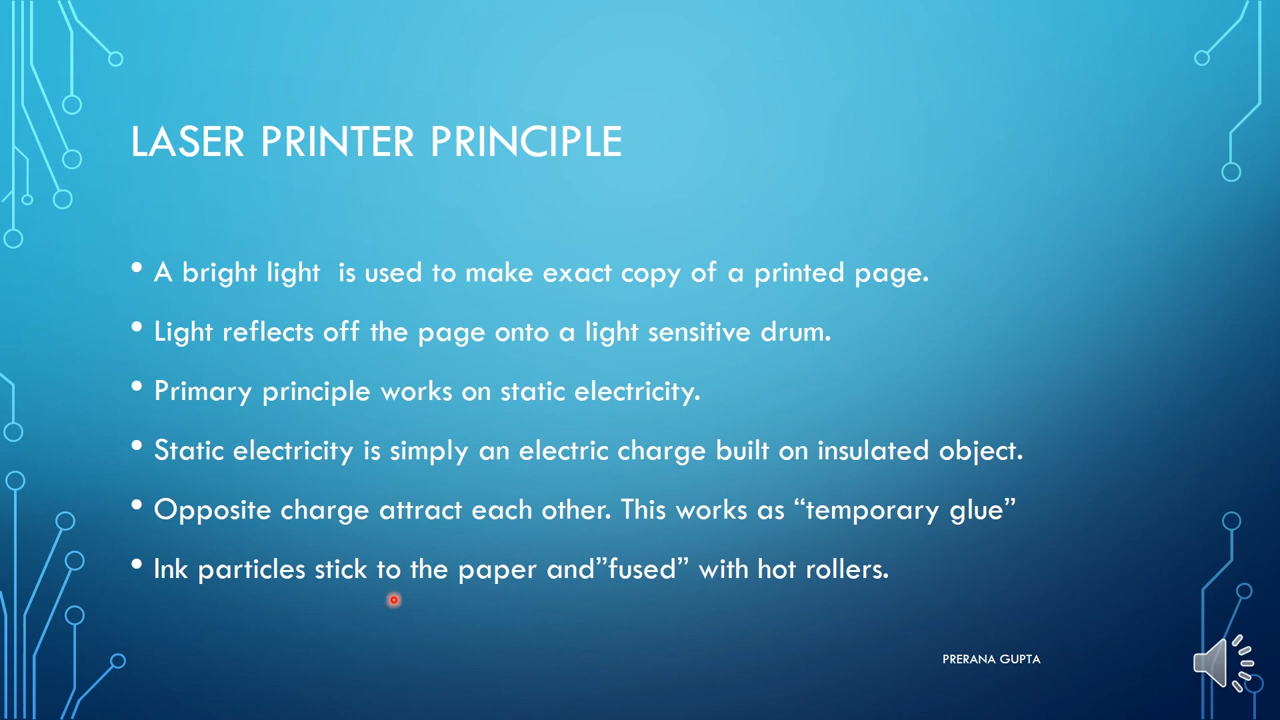 LASER PRINTER PRINCIPLE
• A bright light  is used to make exact copy of a printed page.
• Light reflects off the page onto a light sensitive drum.
• Primary principle works on static electricity.
• Static electricity is simply an electric charge built on insulated object.
• Opposite charge attract each other. This works as “temporary glue”
• Ink particles stick to the paper and”fused” with hot rollers.
PRERANA GUPTA